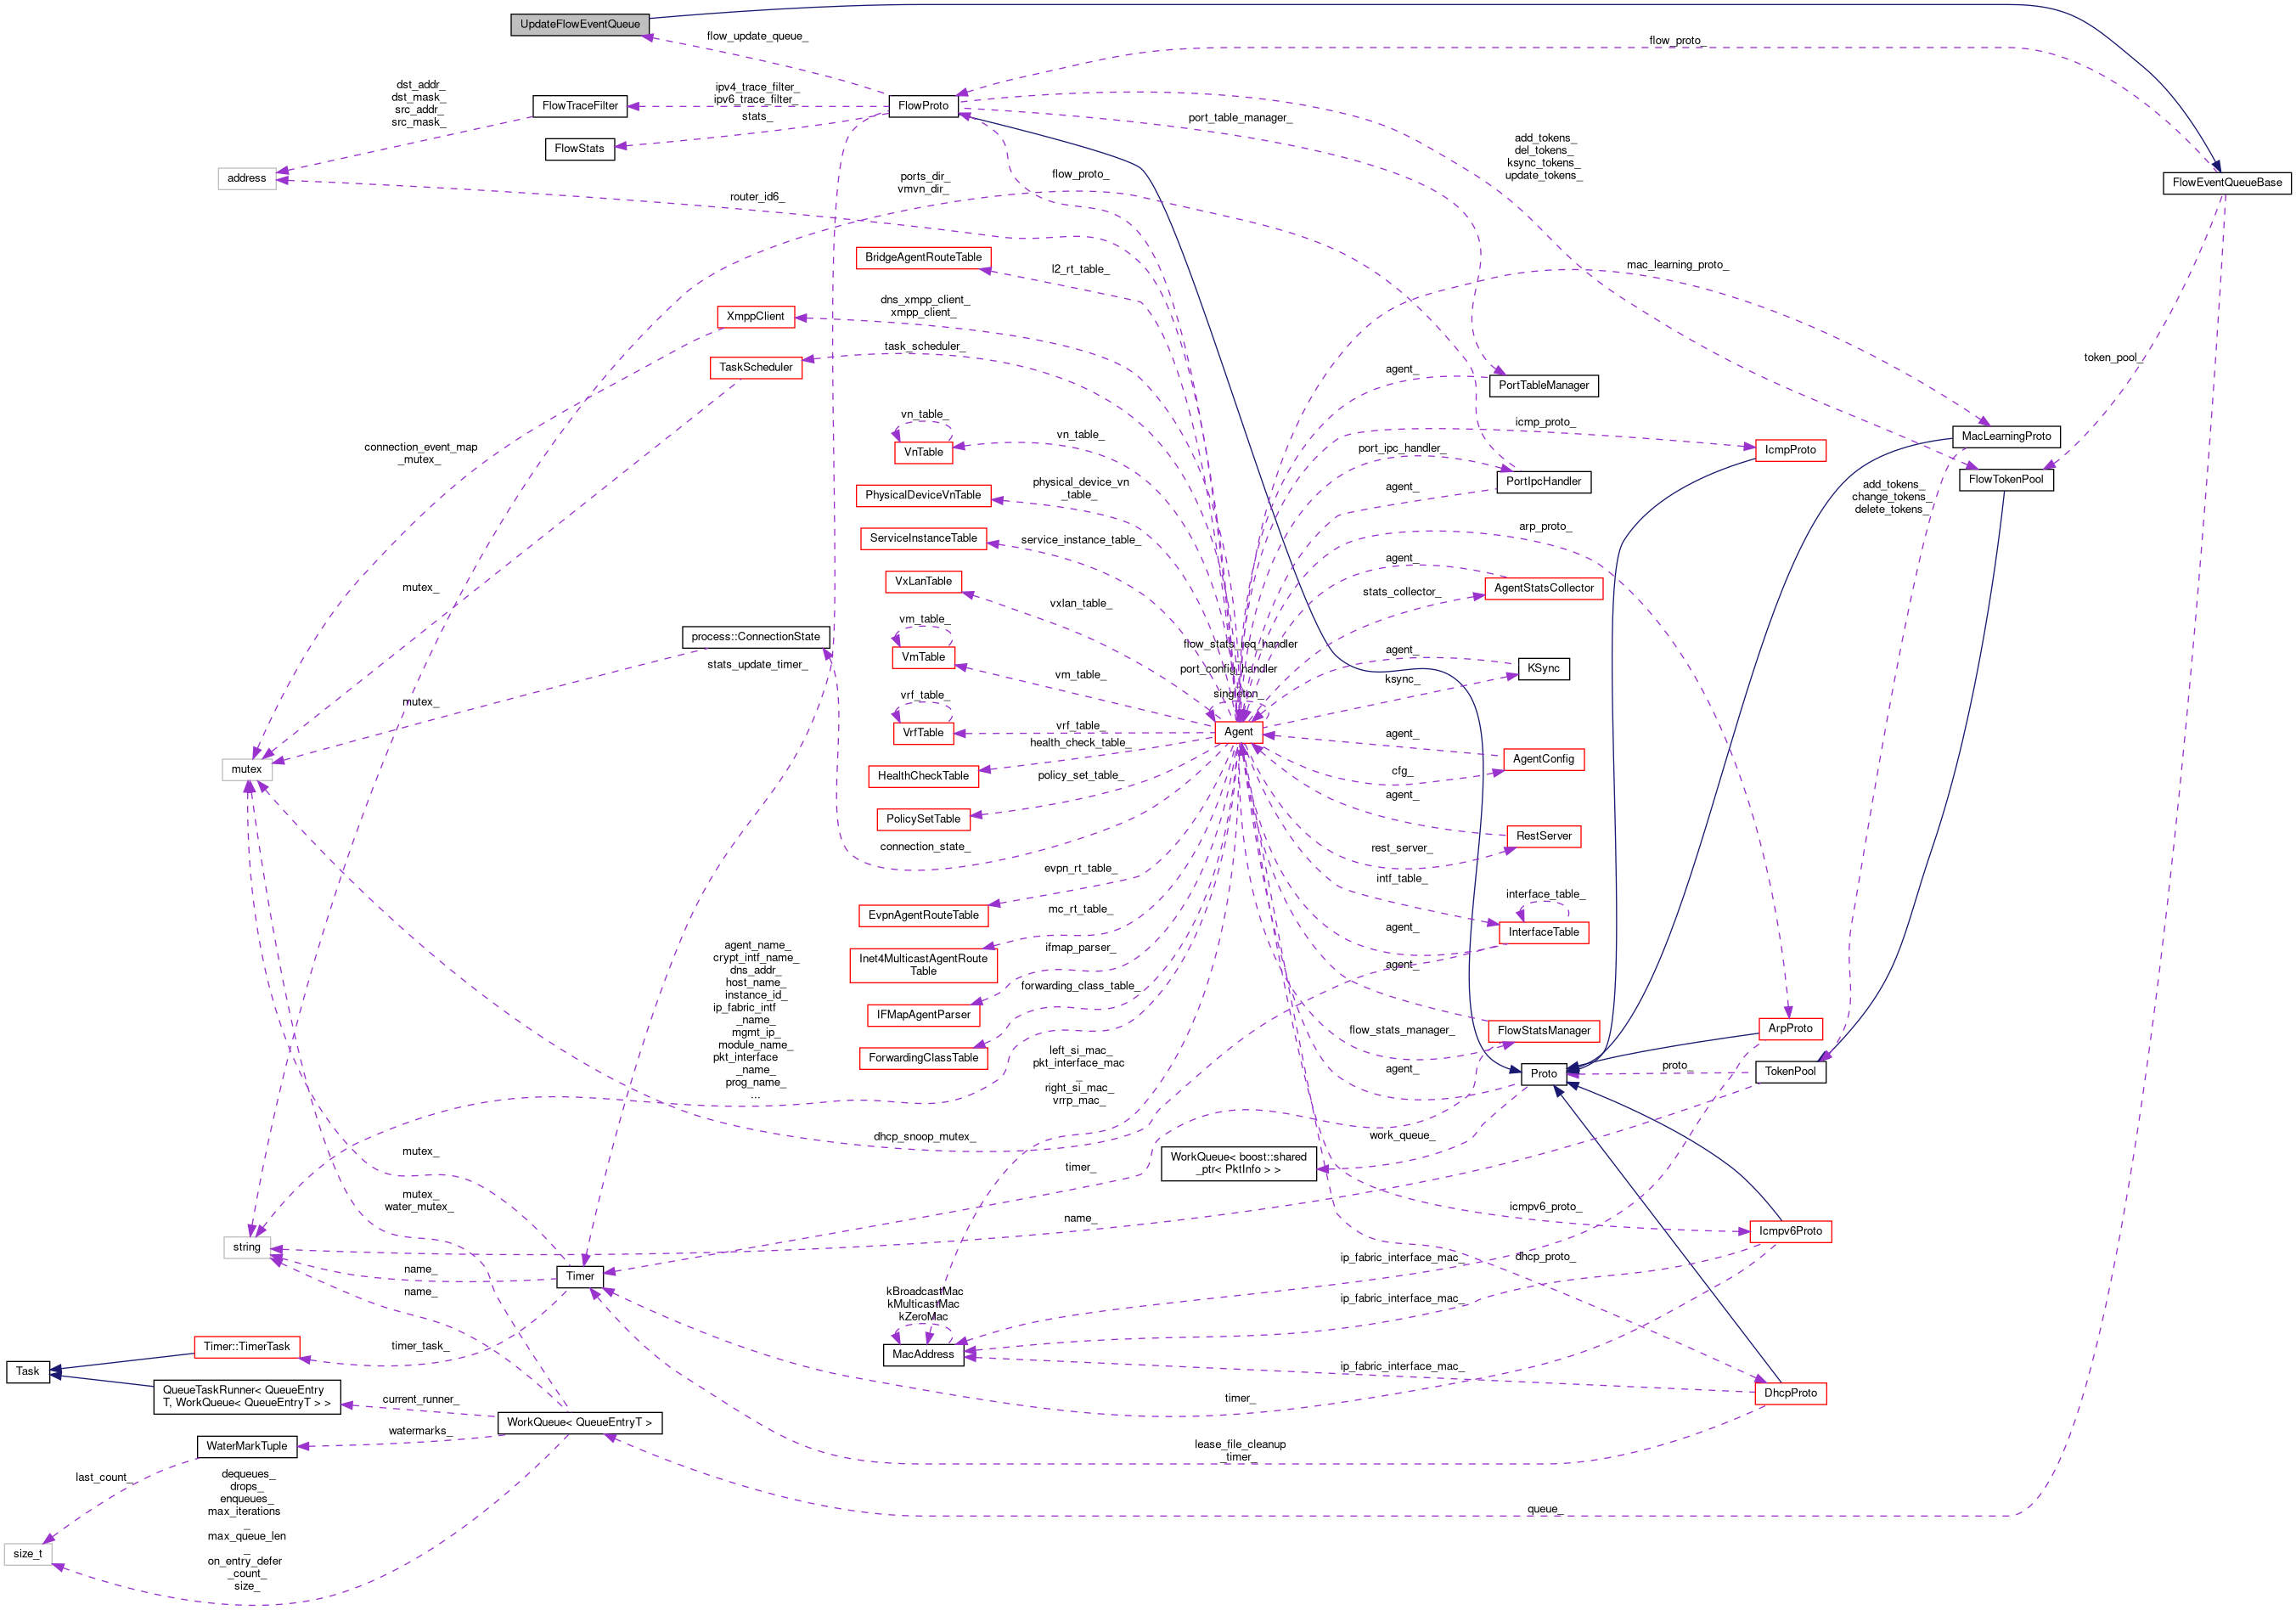 UpdateFlowEventQueue
flow_update_queue_
flow_proto_
dst_addr_
dst_mask_
src_addr_
src_mask_
FlowTraceFilter
ipv4_trace_filter_
ipv6_trace_filter_
FlowProto
stats_
port_table_manager_
FlowStats
add_tokens_
del_tokens_
ksync_tokens_
update_tokens_
address
router_id6_
ports_dir_
vmvn_dir_
flow_proto_
FlowEventQueueBase
BridgeAgentRouteTable
l2_rt_table_
mac_learning_proto_
XmppClient
dns_xmpp_client_
xmpp_client_
task_scheduler_
TaskScheduler
agent_
PortTableManager
token_pool_
vn_table_
VnTable
vn_table_
icmp_proto_
IcmpProto
MacLearningProto
connection_event_map
_mutex_
port_ipc_handler_
PortIpcHandler
FlowTokenPool
PhysicalDeviceVnTable
physical_device_vn
_table_
agent_
add_tokens_
change_tokens_
delete_tokens_
ServiceInstanceTable
service_instance_table_
arp_proto_
agent_
mutex_
VxLanTable
vxlan_table_
stats_collector_
AgentStatsCollector
process::ConnectionState
stats_update_timer_
vm_table_
VmTable
vm_table_
flow_stats_req_handler
port_config_handler
singleton_
agent_
ksync_
KSync
mutex_
vrf_table_
VrfTable
vrf_table_
Agent
health_check_table_
agent_
AgentConfig
mutex
HealthCheckTable
policy_set_table_
cfg_
agent_
PolicySetTable
connection_state_
RestServer
rest_server_
evpn_rt_table_
intf_table_
EvpnAgentRouteTable
mc_rt_table_
interface_table_
InterfaceTable
agent_
Inet4MulticastAgentRoute
Table
ifmap_parser_
agent_
agent_name_
crypt_intf_name_
dns_addr_
host_name_
instance_id_
ip_fabric_intf
_name_
mgmt_ip_
module_name_
pkt_interface
_name_
prog_name_
...
forwarding_class_table_
IFMapAgentParser
ForwardingClassTable
flow_stats_manager_
FlowStatsManager
ArpProto
left_si_mac_
pkt_interface_mac
_
right_si_mac_
vrrp_mac_
agent_
Proto
proto_
TokenPool
dhcp_snoop_mutex_
work_queue_
WorkQueue< boost::shared
_ptr< PktInfo > >
mutex_
timer_
mutex_
water_mutex_
name_
icmpv6_proto_
Icmpv6Proto
string
name_
Timer
ip_fabric_interface_mac_
dhcp_proto_
name_
kBroadcastMac
kMulticastMac
kZeroMac
ip_fabric_interface_mac_
Timer::TimerTask
timer_task_
MacAddress
Task
ip_fabric_interface_mac_
DhcpProto
QueueTaskRunner< QueueEntry
T, WorkQueue< QueueEntryT > >
current_runner_
timer_
WorkQueue< QueueEntryT >
WaterMarkTuple
watermarks_
lease_file_cleanup
_timer_
last_count_
dequeues_
drops_
enqueues_
max_iterations
_
max_queue_len
_
on_entry_defer
_count_
size_
queue_
size_t